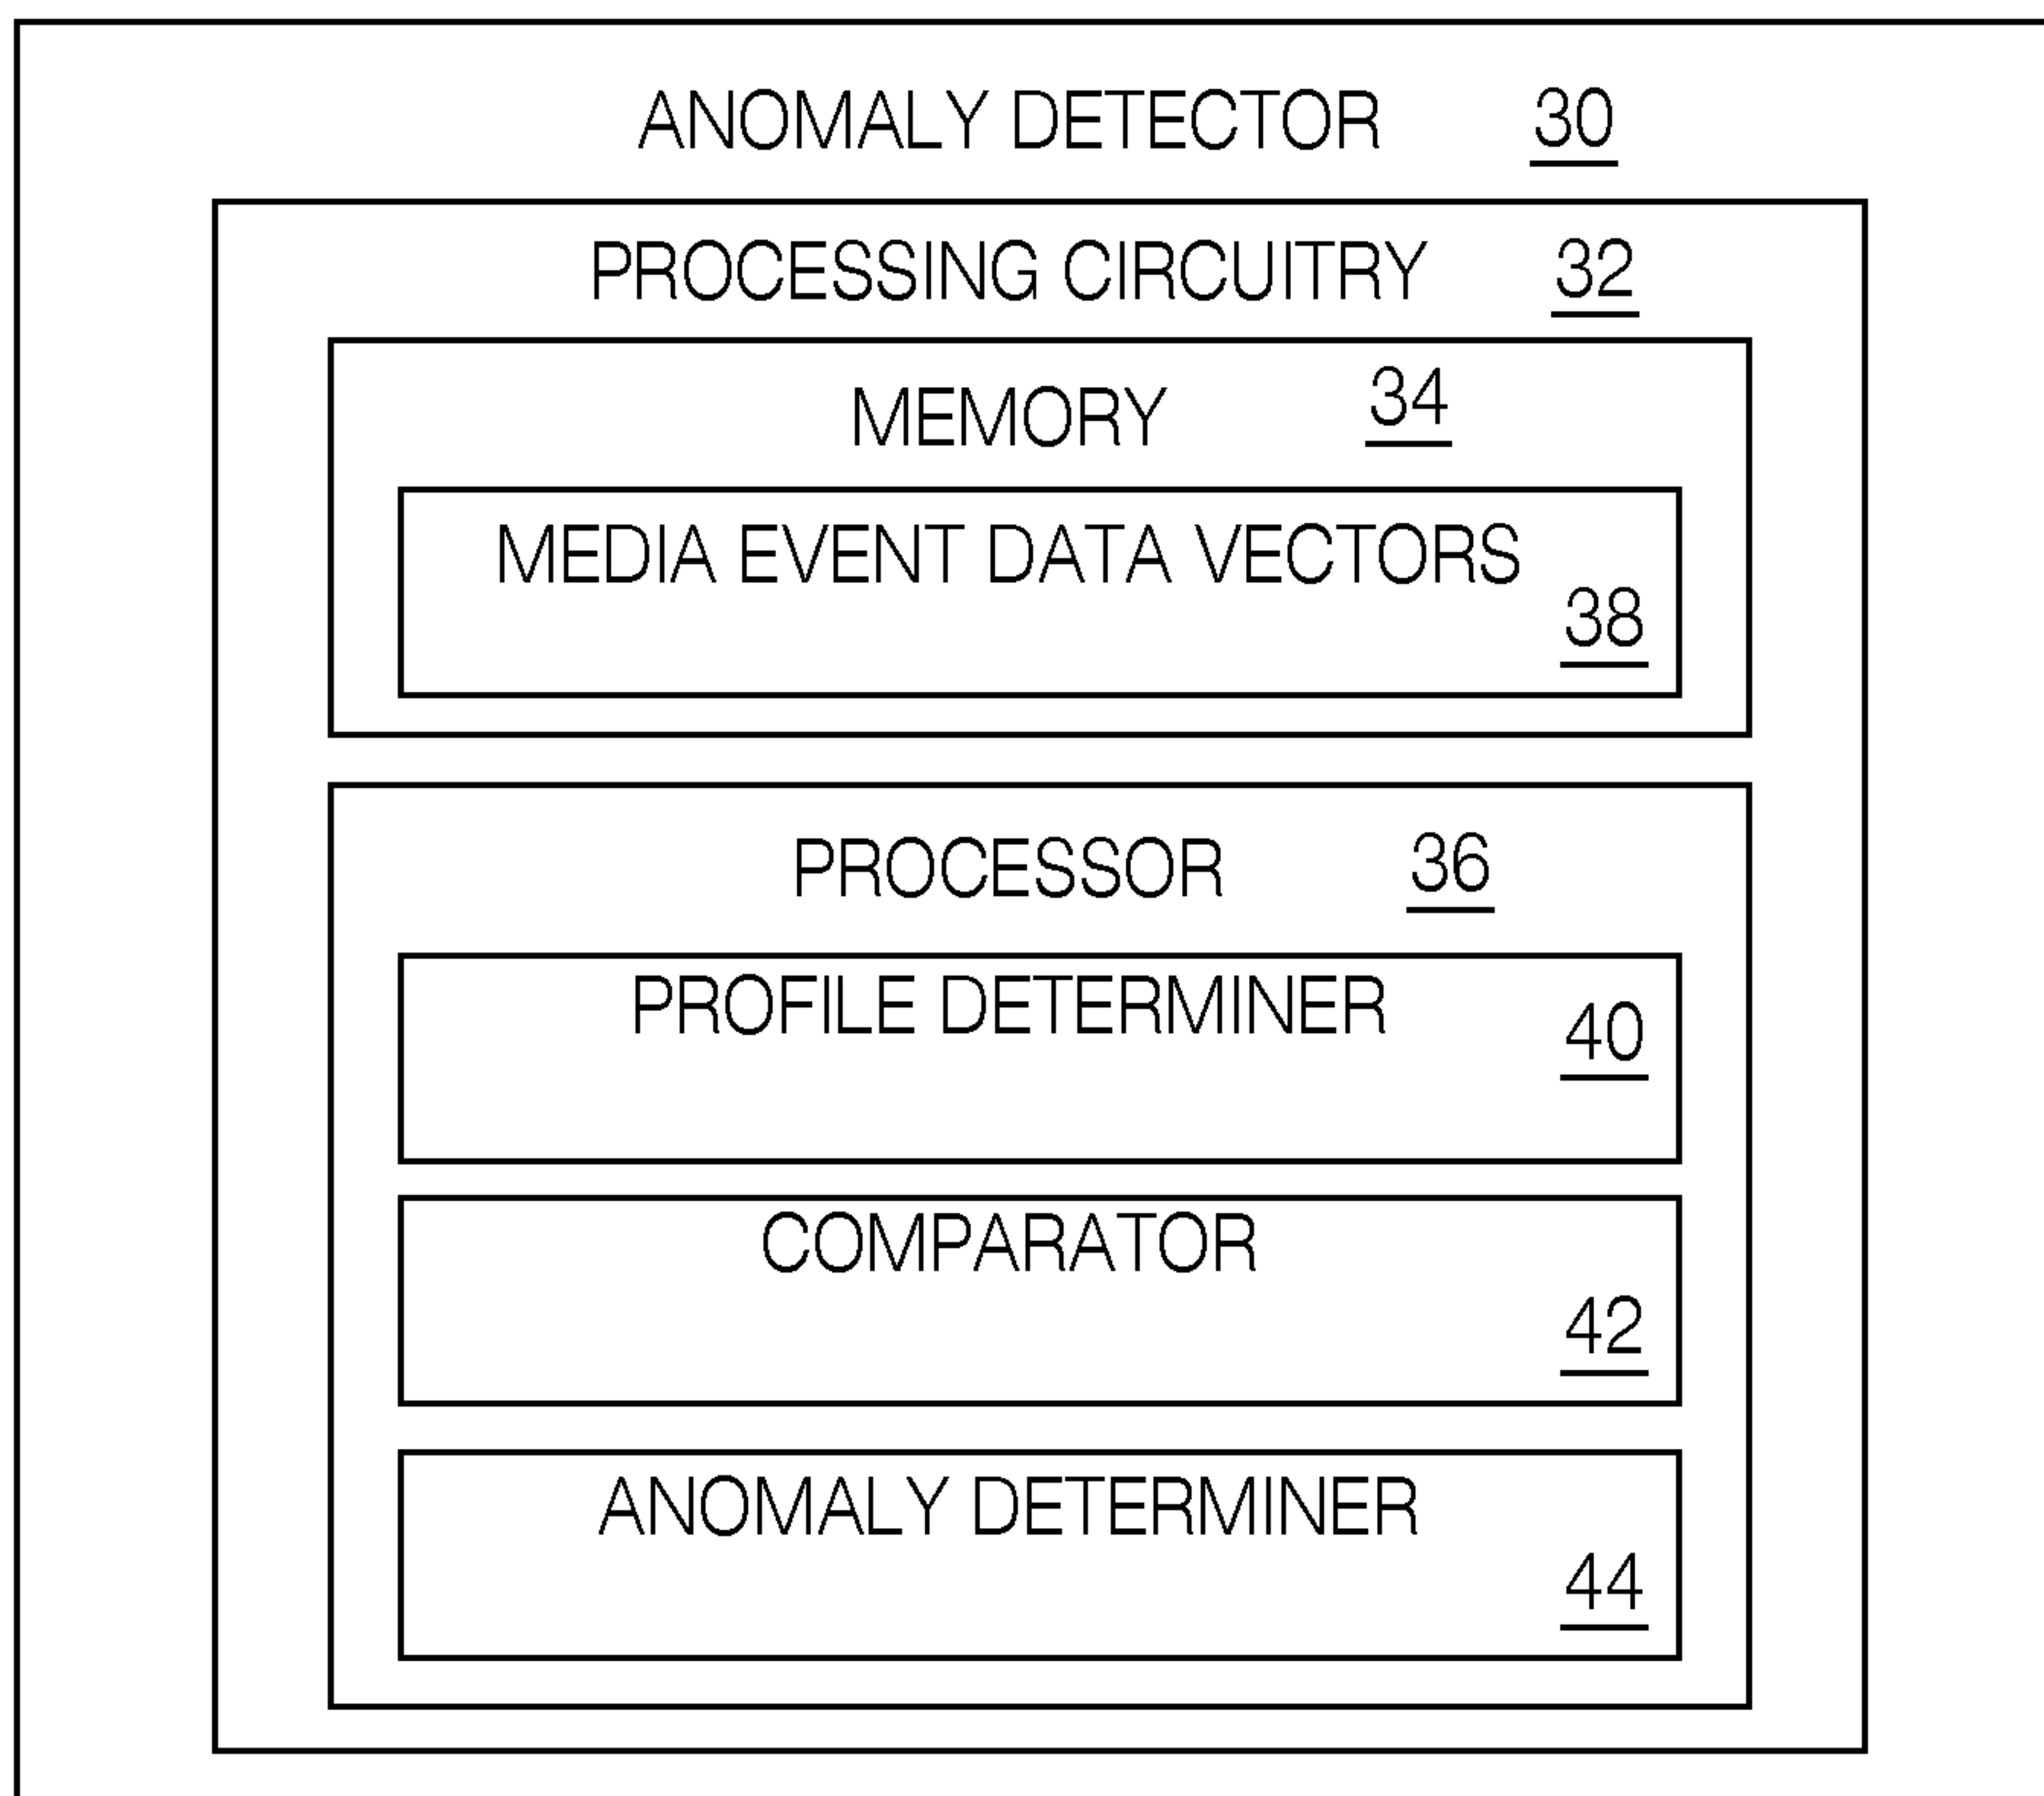 ANOMALY DETECTOR 30
PROCESSING CIRCUITRY 32
MEMORY 34
MEDIA EVENT DATA VECTORS
38
PROCESSOR 36
PROFILE DETERMINER
40
COMPARATOR
42
ANOMALY DETERMINER
44